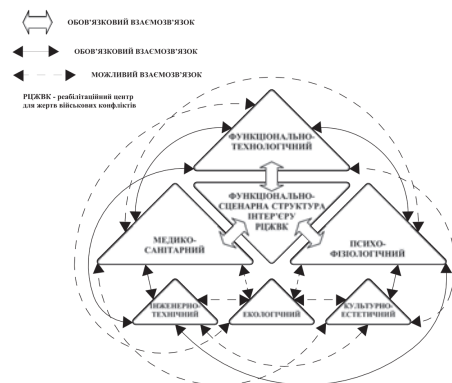 ОБОВ'ЯЗКОВИЙ ВЗАЄМОЗВ'ЯЗОК
ОБОВ'ЯЗКОВИЙ ВЗАЄМОЗВ'ЯЗОК
МОЖЛИВИЙ ВЗАЄМОЗВ'ЯЗОК
РЦЖВК - реабілітаційний центр
для жертв військових конфліктів
ФУНКЦІОНАЛЬНО-
ТЕХНОЛОГІЧНИЙ
ФУНКЦІОНАЛЬНО-
СЦЕНАРНА СТРУКТУРА
ІНТЕР'ЄРУ
РЦЖВК
МЕДИКО-
САНІТАРНИЙ
ПСИХО-
ФІЗІОЛОГІЧНИЙ
ІНЖЕНЕРНО-
ТЕХНІЧНИЙ
ЕКОЛОГІЧНИЙ
КУЛЬТУРНО-
ЕСТЕТИЧНИЙ